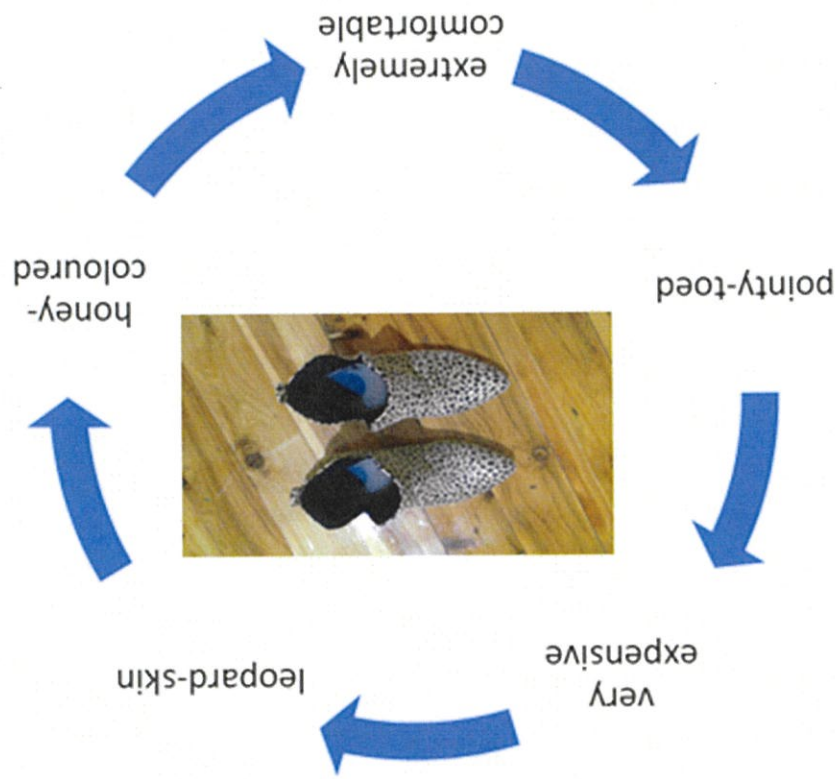 very
expensive
leopard-skin
honey-
coloured
extremely
comfortable
pointy-toed